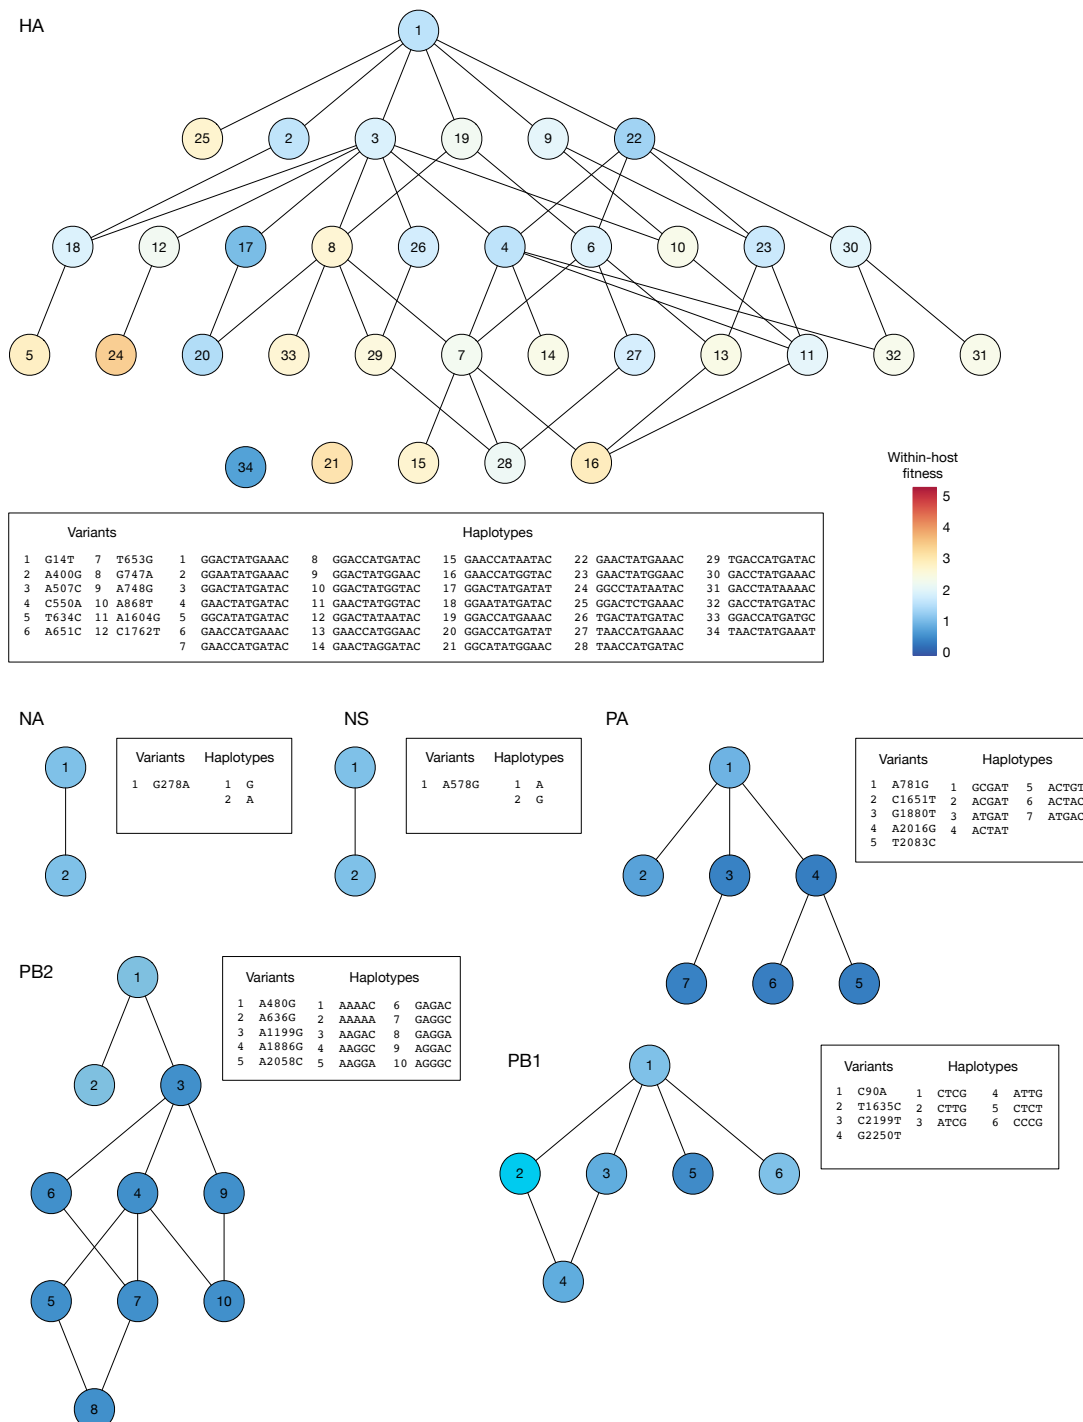 HA
1
25 2 3 19 9 22
18 12 17 8 26 4 6 10 23 30
5 24 20 33 29 7 14 27 13 11 32 31
34 21 15 28 16
Within-host
fitness
5
4
3
2
1
0
Variants Haplotypes
1 G14T 7 T653G 1 GGACTATGAAAC 8 GGACCATGATAC 15 GAACCATAATAC 22 GAACTATGAAAC 29 TGACCATGATAC
2 A400G 8 G747A 2 GGAATATGAAAC 9 GGACTATGGAAC 16 GAACCATGGTAC 23 GAACTATGGAAC 30 GACCTATGAAAC
3 A507C 9 A748G 3 GGACTATGATAC 10 GGACTATGGTAC 17 GGACTATGATAT 24 GGCCTATAATAC 31 GACCTATAAAAC
4 C550A 10 A868T 4 GAACTATGATAC 11 GAACTATGGTAC 18 GGAATATGATAC 25 GGACTCTGAAAC 32 GACCTATGATAC
5 T634C 11 A1604G 5 GGCATATGATAC 12 GGACTATAATAC 19 GGACCATGAAAC 26 TGACTATGATAC 33 GGACCATGATGC
6 A651C 12 C1762T 6 GAACCATGAAAC 13 GAACCATGGAAC 20 GGACCATGATAT 27 TAACCATGAAAC 34 TAACTATGAAAT
7 GAACCATGATAC 14 GAACTAGGATAC 21 GGCATATGGAAC 28 TAACCATGATAC
NA
1
2
Variants Haplotypes
1 G278A 1 G
2 A
NS
1
2
Variants Haplotypes
1 A578G 1 A
2 G
PA
1
2 3 4
7 6 5
Variants Haplotypes
1 A781G 1 GCGAT 5 ACTGT
2 C1651T 2 ACGAT 6 ACTAC
3 G1880T 3 ATGAT 7 ATGAC
4 A2016G 4 ACTAT
5 T2083C
PB2
1
2 3
6 4 9
5 7 10
8
Variants Haplotypes
1 A480G 1 AAAAC 6 GAGAC
2 A636G 2 AAAAA 7 GAGGC
3 A1199G 3 AAGAC 8 GAGGA
4 A1886G 4 AAGGC 9 AGGAC
5 A2058C 5 AAGGA 10 AGGGC
PB1
1
2 3 5 6
4
Variants Haplotypes
1 C90A 1 CTCG 4 ATTG
2 T1635C 2 CTTG 5 CTCT
3 C2199T 3 ATCG 6 CCCG
4 G2250T